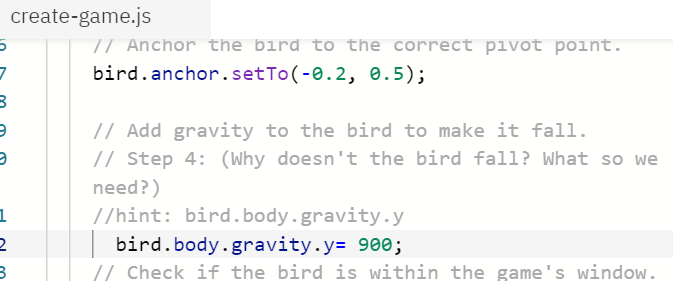 create-game.js
// Anchor the bird to the correct pivot point.
7 bird.anchor.setTo(-0.2, 0.5);
8
9 // Add gravity to the bird to make it fall.
0 // Step 4: (Why doesn't the bird fall? What so we
need?)
1 //hint: bird.body.gravity.y
2 bird.body.gravity.y= 900;
3 // Check if the bird is within the game's window.